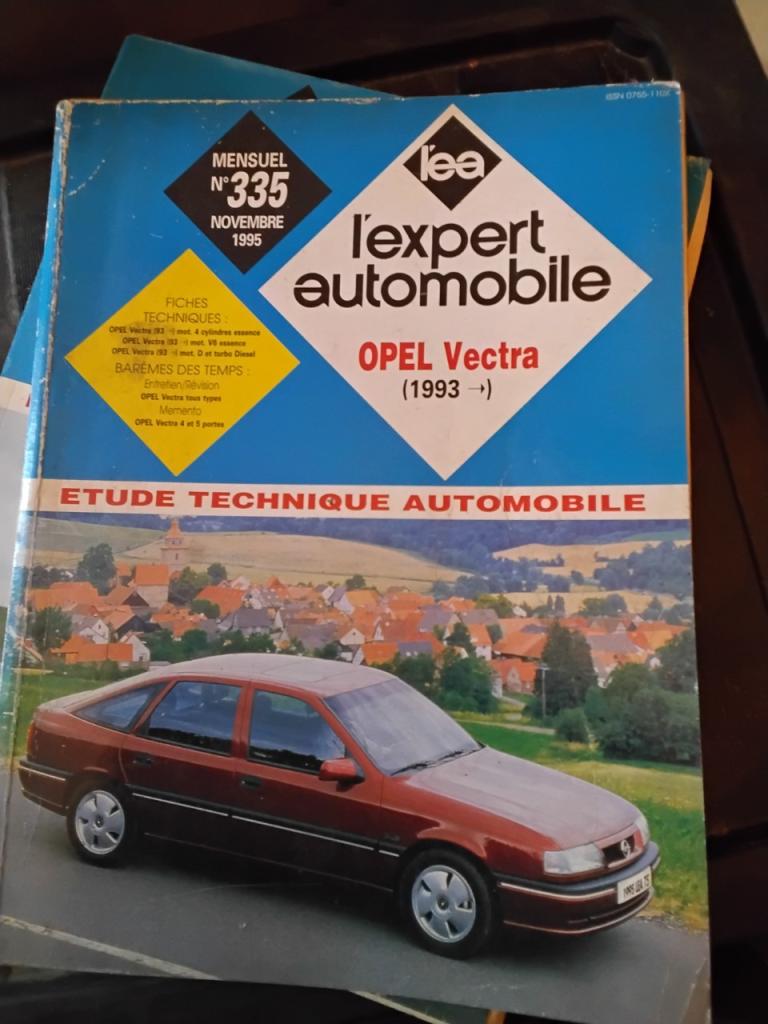 ISSN 0755-11
MENSUEL
N°335
NOVEMBRE
1995
l'ea
l'expert
automobile
OPEL Vectra
(1993 →)
FICHES
TECHNIQUES :
OPEL Vectra (93 →) mot. 4 cylindres essence
OPEL Vectra (93 →) mot. V6 essence
OPEL Vectra (93 →) mot. D et turbo Diesel
BARÈMES DES TEMPS :
Entretien/Révision
OPEL Vectra tous types
Memento
OPEL Vectra 4 et 5 portes
ETUDE TECHNIQUE AUTOMOBILE